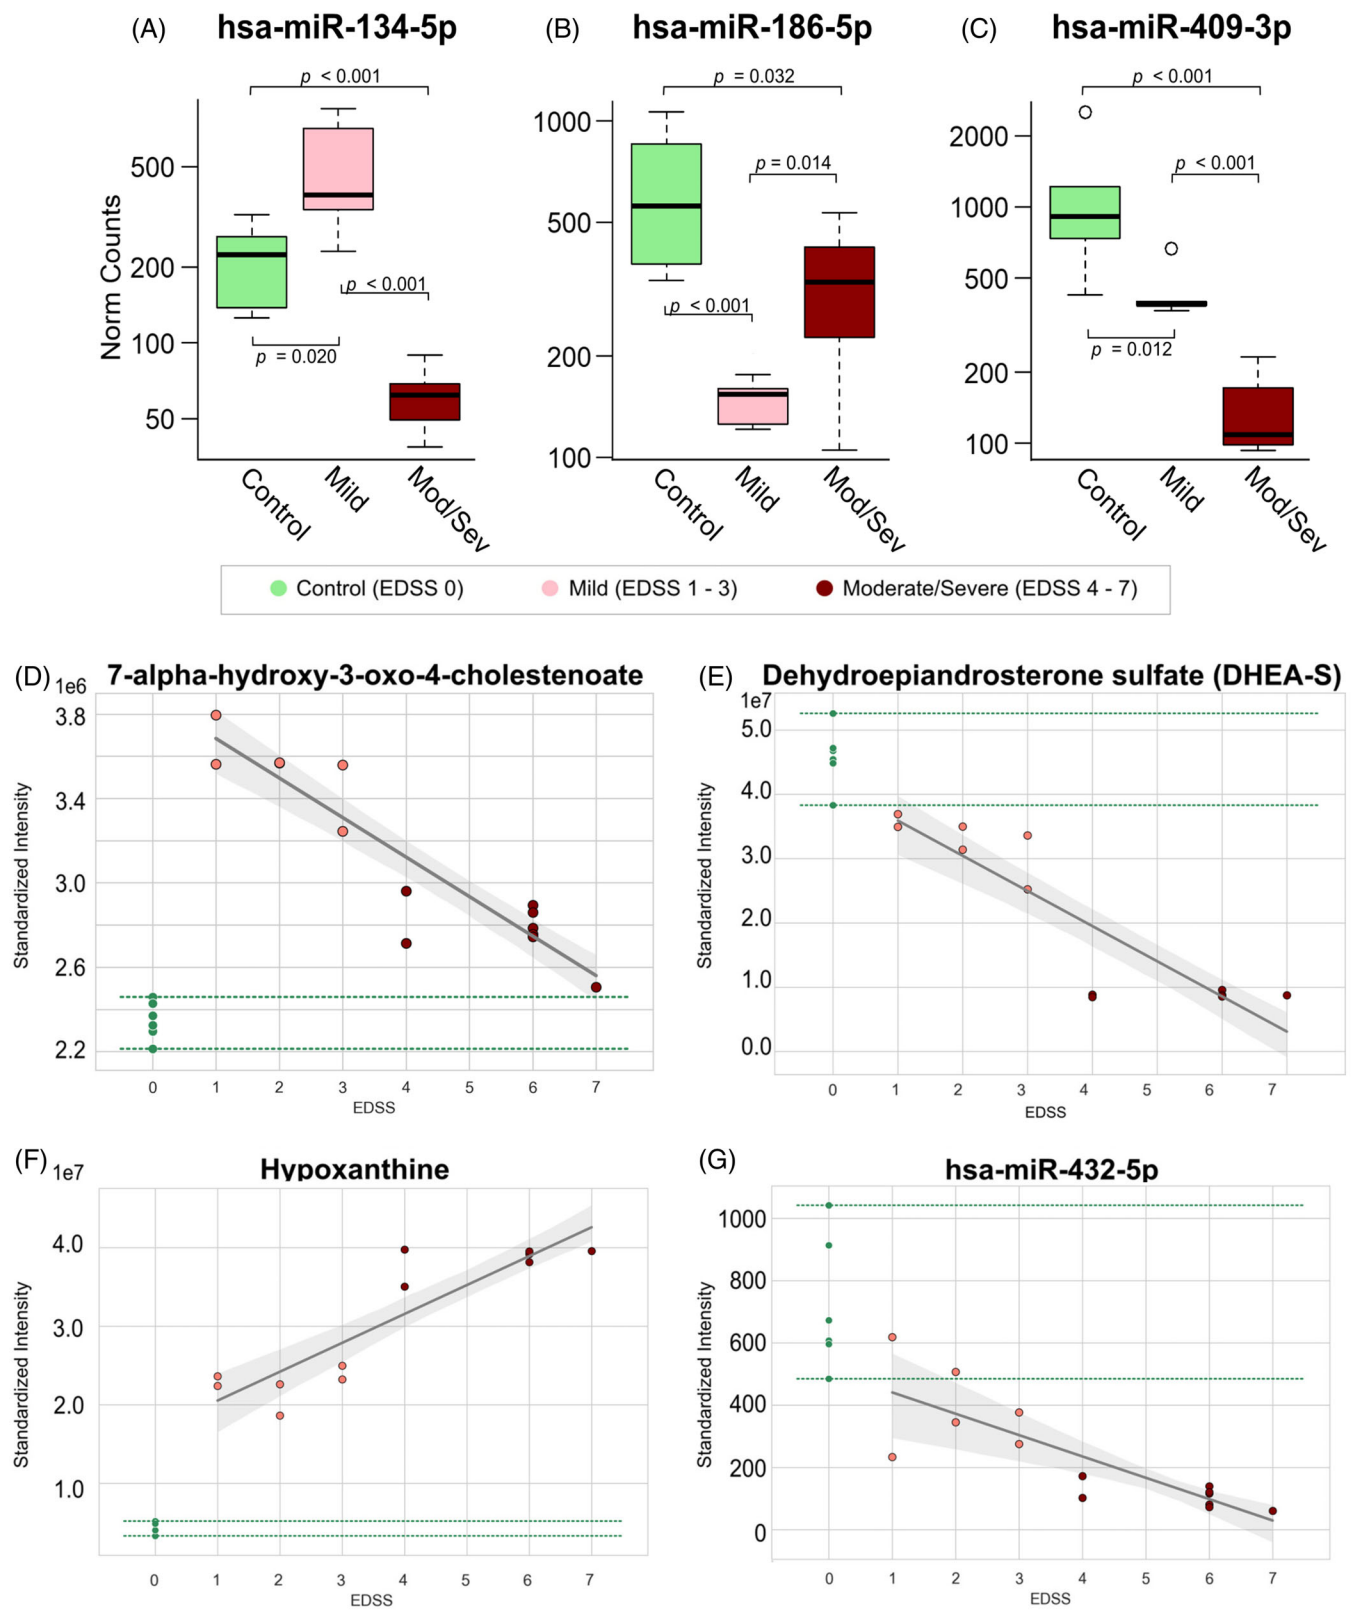 (A) hsa-miR-134-5p
(B) hsa-miR-186-5p
(C) hsa-miR-409-3p
p < 0.001
p = 0.032
p < 0.001
Norm Counts
500
200
100
50
p < 0.001
p = 0.020
Control
Mild
Mod/Sev
1000
500
200
100
p = 0.014
p < 0.001
Control
Mild
Mod/Sev
2000
1000
500
200
100
p < 0.001
p = 0.012
Control
Mild
Mod/Sev
Control (EDSS 0)
Mild (EDSS 1 - 3)
Moderate/Severe (EDSS 4 - 7)
(D) 7-alpha-hydroxy-3-oxo-4-cholestenoate
1e6
3.8
3.4
3.0
2.6
2.2
Standardized Intensity
0 1 2 3 4 5 6 7
EDSS
(E) Dehydroepiandrosterone sulfate (DHEA-S)
1e7
5.0
4.0
3.0
2.0
1.0
0.0
Standardized Intensity
0 1 2 3 4 5 6 7
EDSS
(F) Hypoxanthine
1e7
4.0
3.0
2.0
1.0
Standardized Intensity
0 1 2 3 4 5 6 7
EDSS
(G) hsa-miR-432-5p
1000
800
600
400
200
0
Standardized Intensity
0 1 2 3 4 5 6 7
EDSS